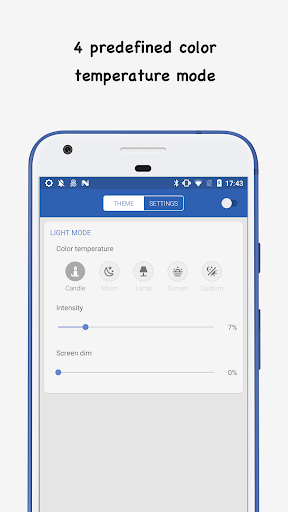 4 predefined color
temperature mode
17:43
THEME
SETTINGS
LIGHT MODE
Color temperature
Candle
Moon
Lamp
Sunset
Custom
Intensity
7%
Screen dim
0%